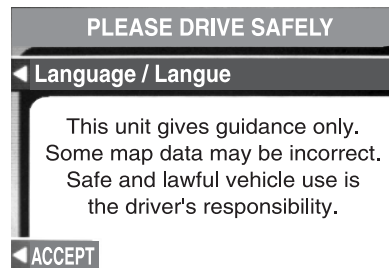 PLEASE DRIVE SAFELY
Language / Langue
This unit gives guidance only.
Some map data may be incorrect.
Safe and lawful vehicle use is
the driver's responsibility.
ACCEPT